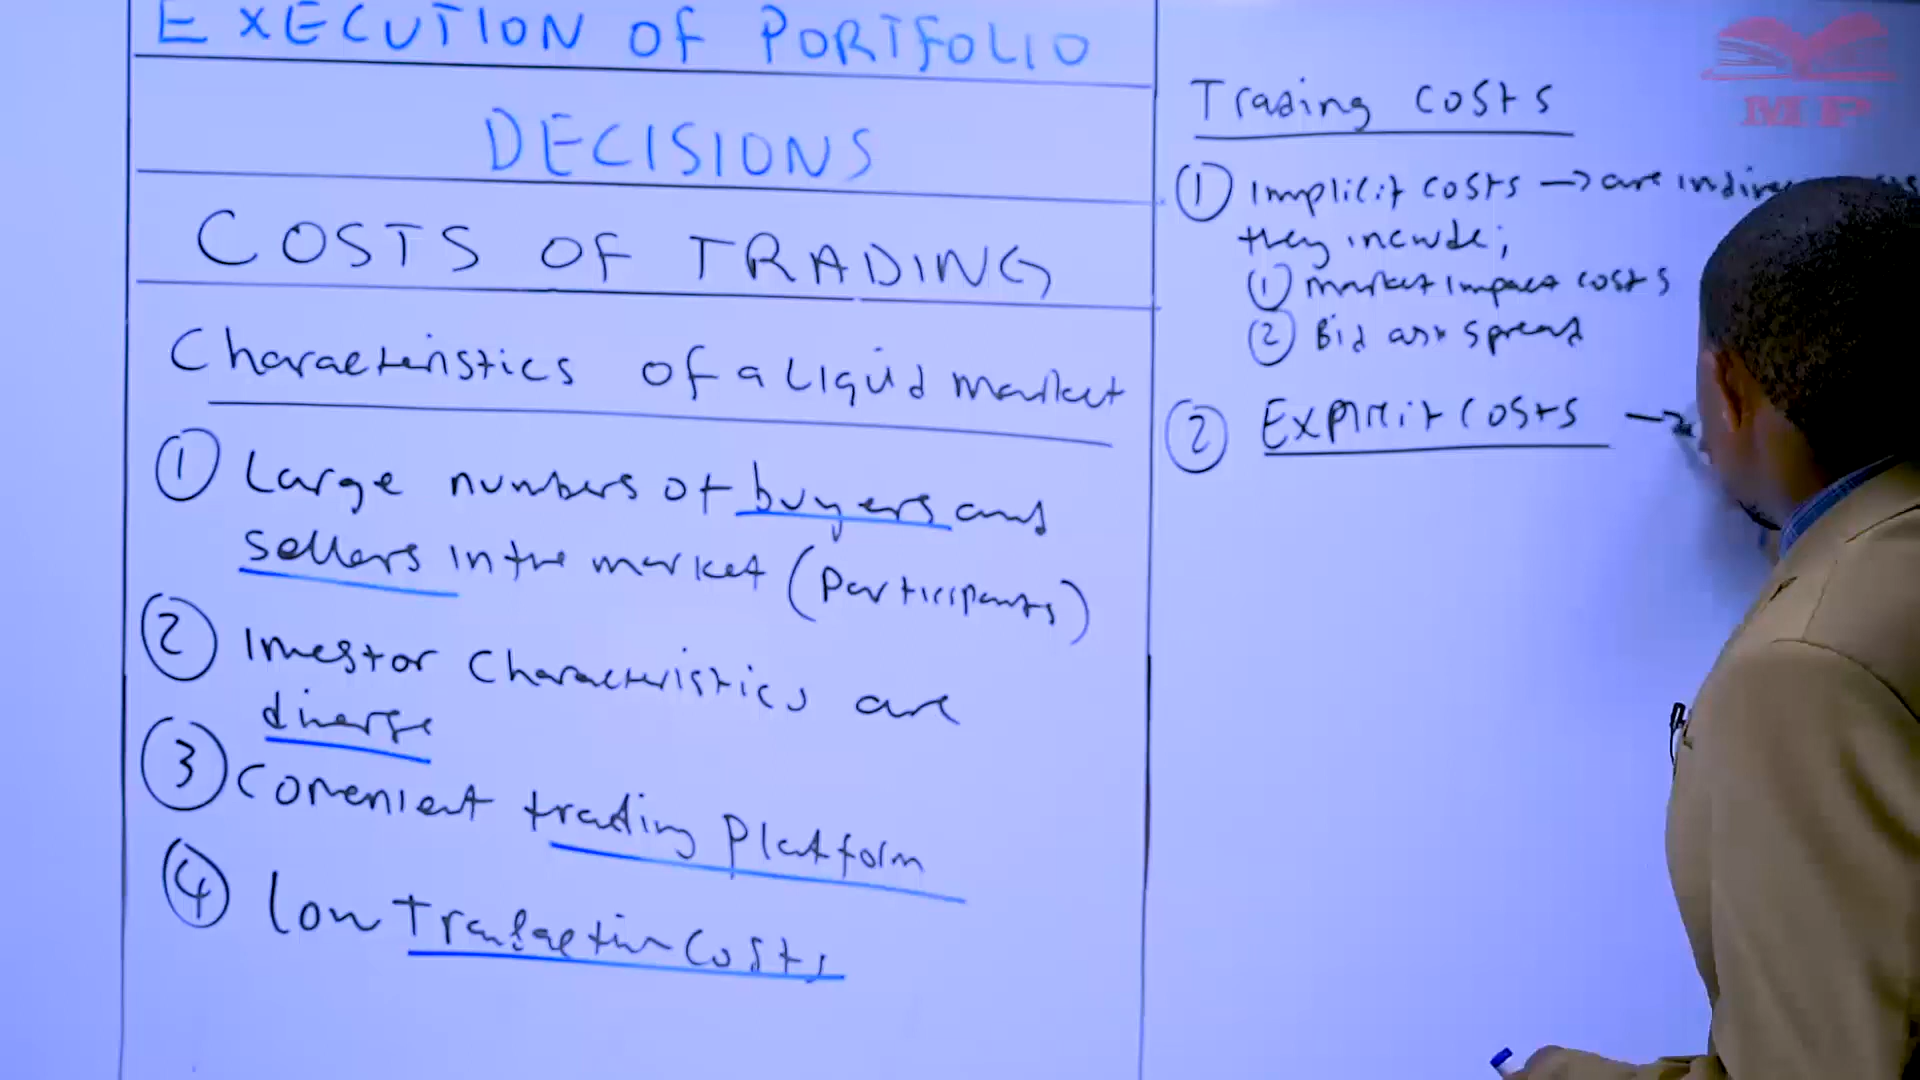 EXECUTION OF PORTFOLIO
DECISIONS
COSTS OF TRADING
Characteristics of a Liquid market
① Large numbers of buyers and
sellers in the market (Participants)
② Investor characteristics are
diverse
③ Convenient trading Platform
④ Low Transaction Costs
Trading costs
① Implicit costs → are
they include;
① market impact costs
② Bid ask spread
② Explicit costs →
MP